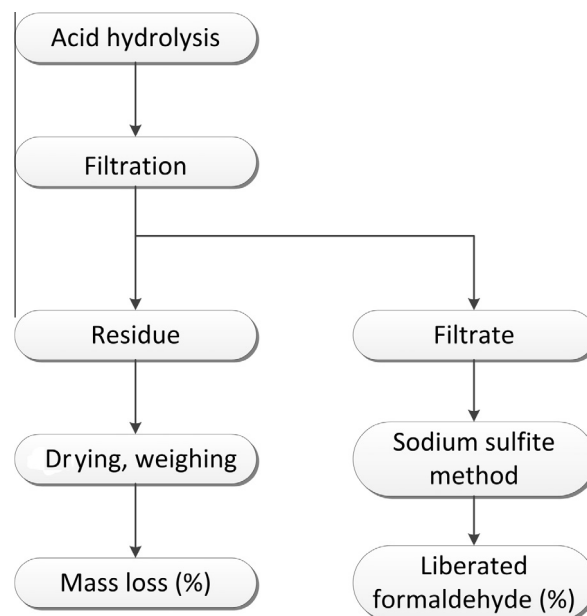 Acid hydrolysis
Filtration
Residue
Filtrate
Drying, weighing
Sodium sulfite
method
Mass loss (%)
Liberated
formaldehyde (%)